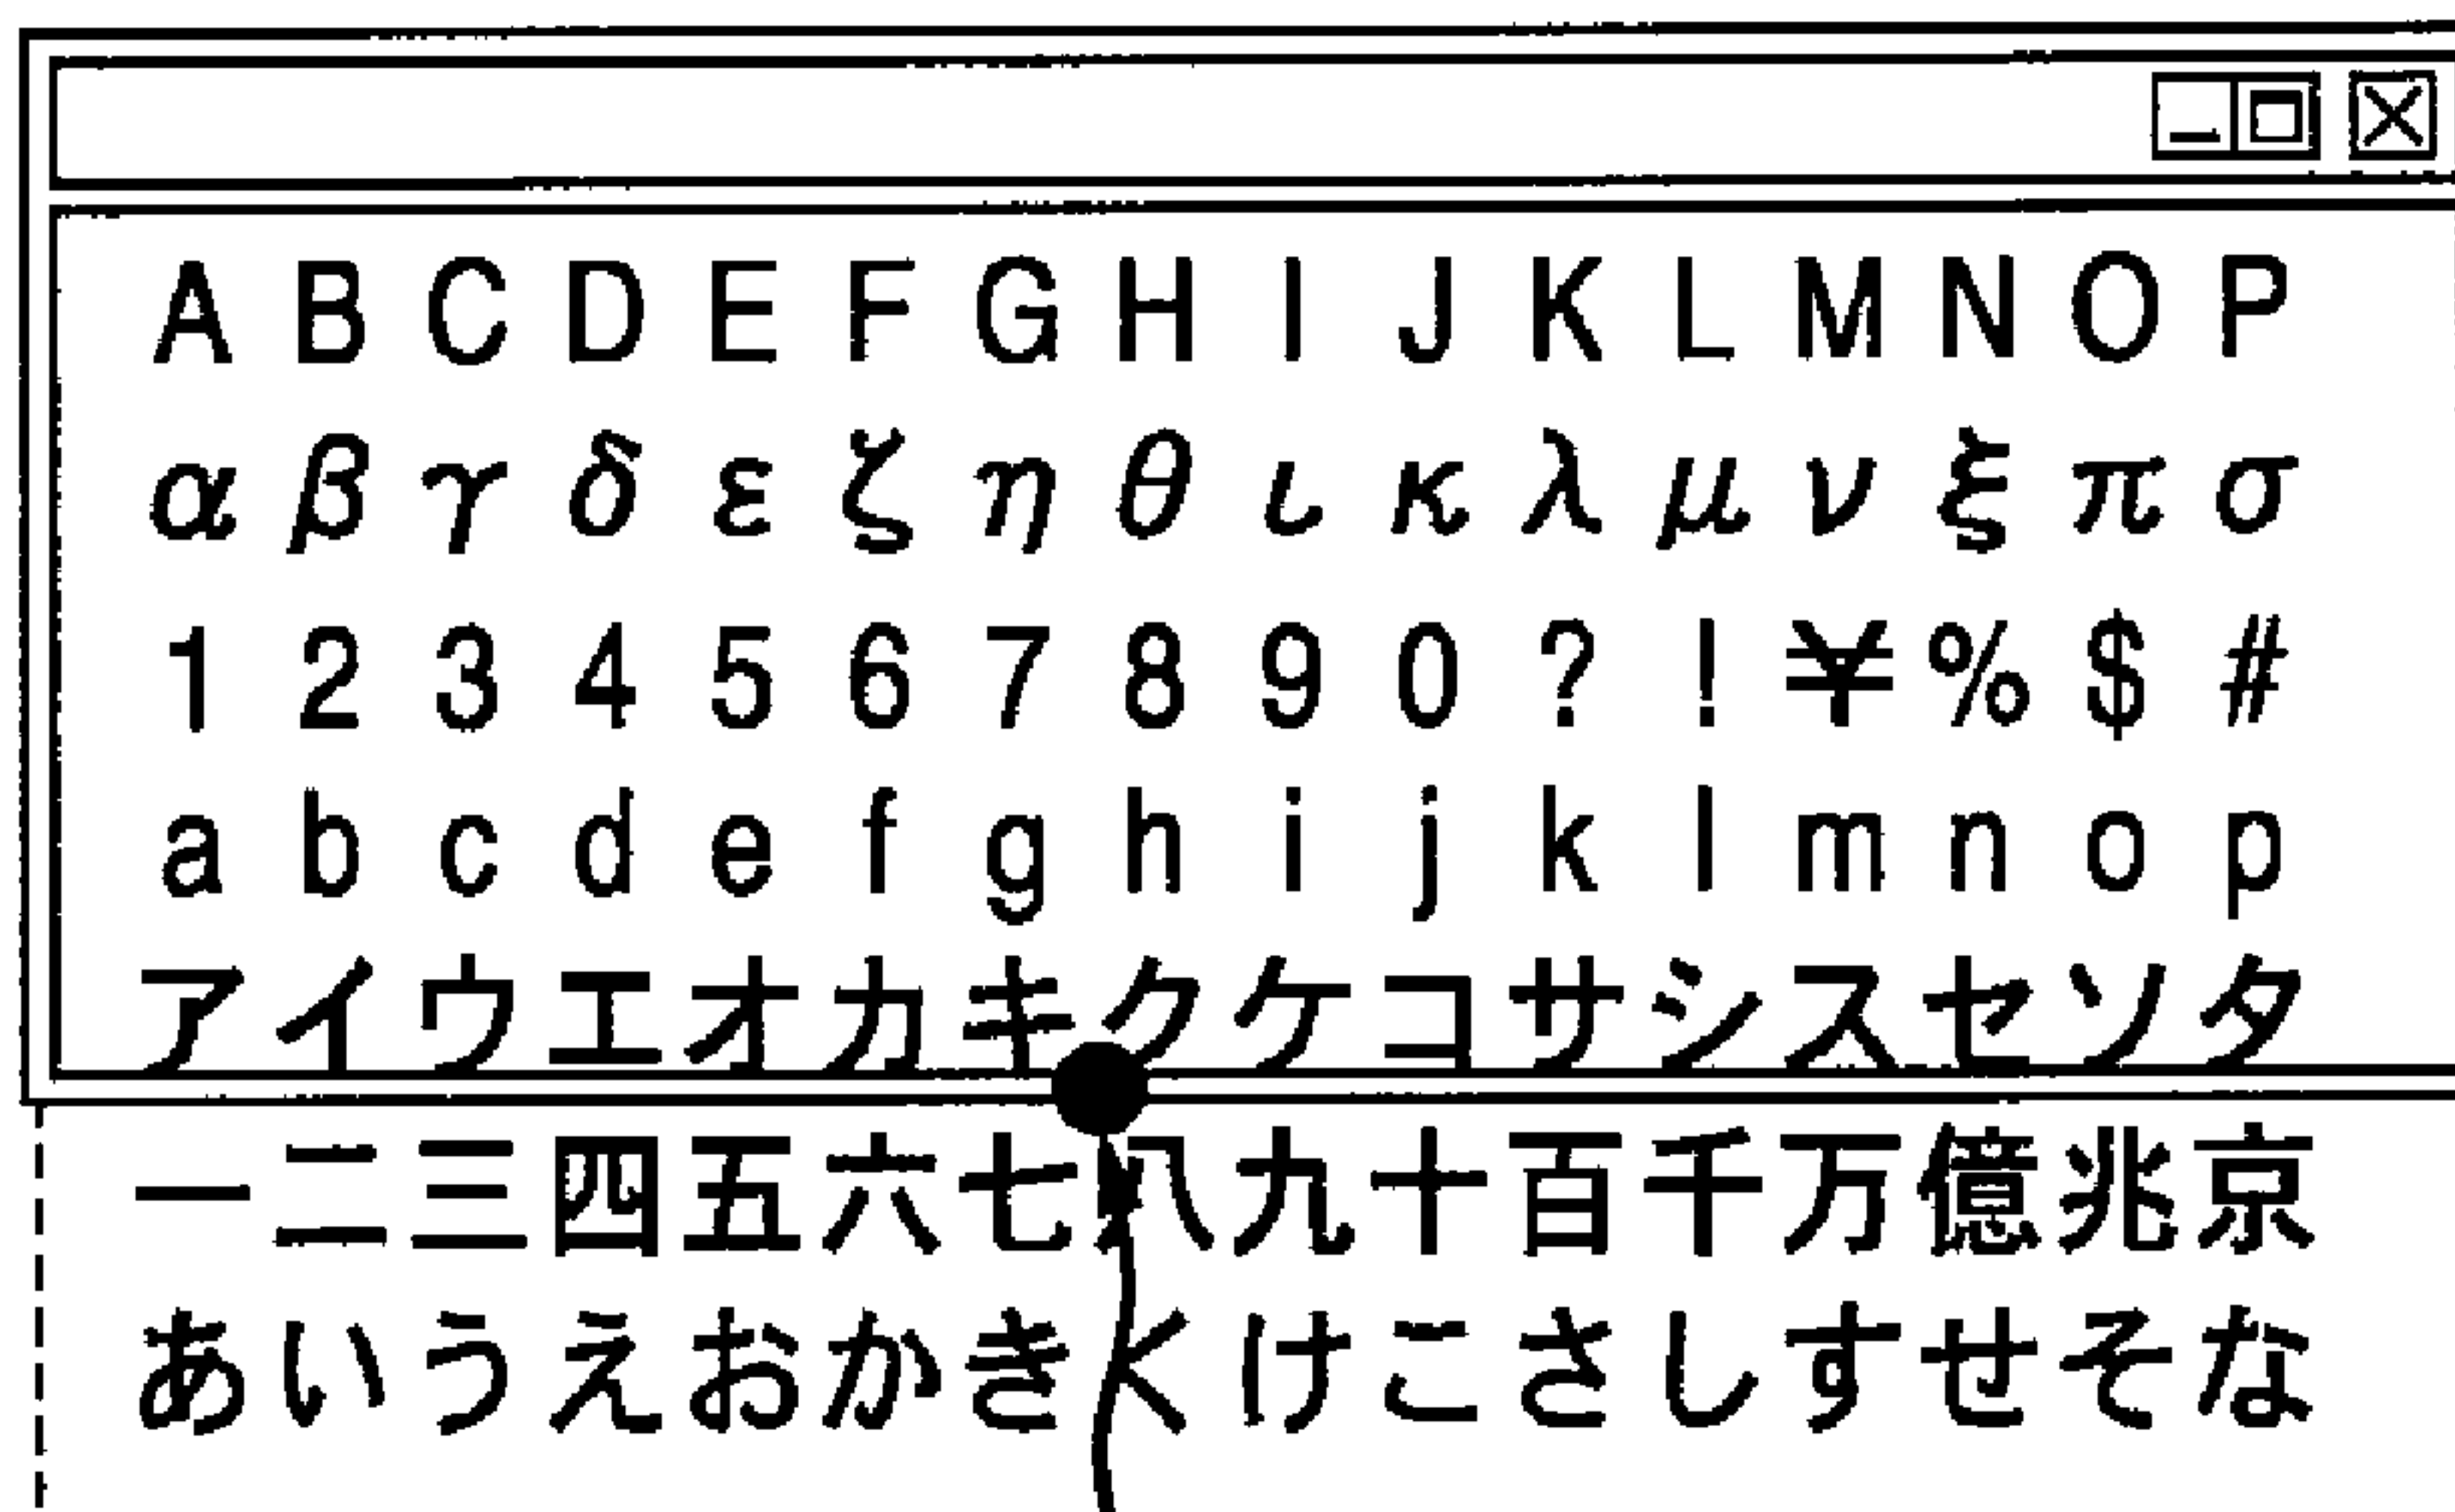 A B C D E F G H I J K L M N O P
α β γ δ ε ζ η θ ι κ λ μ ν ξ π σ
1 2 3 4 5 6 7 8 9 0 ? ! ¥ % $ #
a b c d e f g h i j k l m n o p
ア イ ウ エ オ カ キ ク ケ コ サ シ ス セ ソ タ
一 二 三 四 五 六 七 八 九 十 百 千 万 億 兆 京
あ い う え お か き く け こ さ し す せ そ な